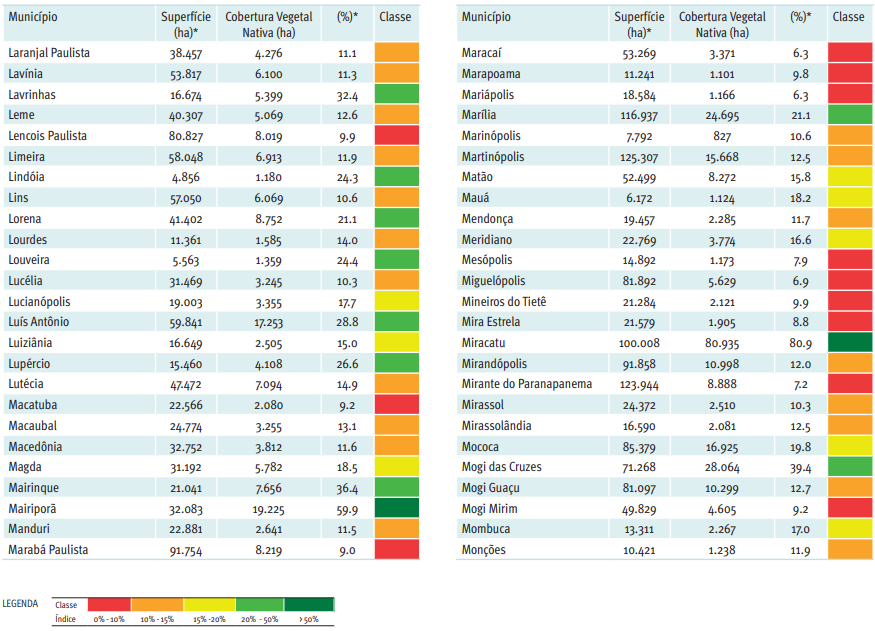 Município Superfície (ha)* Cobertura Vegetal Nativa (ha) (%)* Classe
Laranjal Paulista 38.457 4.276 11.1
Lavínia 53.817 6.100 11.3
Lavrinhas 16.674 5.399 32.4
Leme 40.307 5.069 12.6
Lencois Paulista 80.827 8.019 9.9
Limeira 58.048 6.913 11.9
Lindóia 4.856 1.180 24.3
Lins 57.050 6.069 10.6
Lorena 41.402 8.752 21.1
Lourdes 11.361 1.585 14.0
Louveira 5.563 1.359 24.4
Lucélia 31.469 3.245 10.3
Lucianópolis 19.003 3.355 17.7
Luís Antônio 59.841 17.253 28.8
Luiziânia 16.649 2.505 15.0
Lupércio 15.460 4.108 26.6
Lutécia 47.472 7.094 14.9
Macatuba 22.566 2.080 9.2
Macaubal 24.774 3.255 13.1
Macedônia 32.752 3.812 11.6
Magda 31.192 5.782 18.5
Mairinque 21.041 7.656 36.4
Mairiporã 32.083 19.225 59.9
Manduri 22.881 2.641 11.5
Marabá Paulista 91.754 8.219 9.0
Município Superfície (ha)* Cobertura Vegetal Nativa (ha) (%)* Classe
Maracaí 53.269 3.371 6.3
Marapoama 11.241 1.101 9.8
Mariápolis 18.584 1.166 6.3
Marília 116.937 24.695 21.1
Marinópolis 7.792 827 10.6
Martinópolis 125.307 15.668 12.5
Matão 52.499 8.272 15.8
Mauá 6.172 1.124 18.2
Mendonça 19.457 2.285 11.7
Meridiano 22.769 3.774 16.6
Mesópolis 14.892 1.173 7.9
Miguelópolis 81.892 5.629 6.9
Mineiros do Tietê 21.284 2.121 9.9
Mira Estrela 21.579 1.905 8.8
Miracatu 100.008 80.935 80.9
Mirandópolis 91.858 10.998 12.0
Mirante do Paranapanema 123.944 8.888 7.2
Mirassol 24.372 2.510 10.3
Mirassolândia 16.590 2.081 12.5
Mococa 85.379 16.925 19.8
Mogi das Cruzes 71.268 28.064 39.4
Mogi Guaçu 81.097 10.299 12.7
Mogi Mirim 49.829 4.605 9.2
Mombuca 13.311 2.267 17.0
Monções 10.421 1.238 11.9
LEGENDA Classe
Índice 0% - 10% 10% - 15% 15% -20% 20% - 50% > 50%